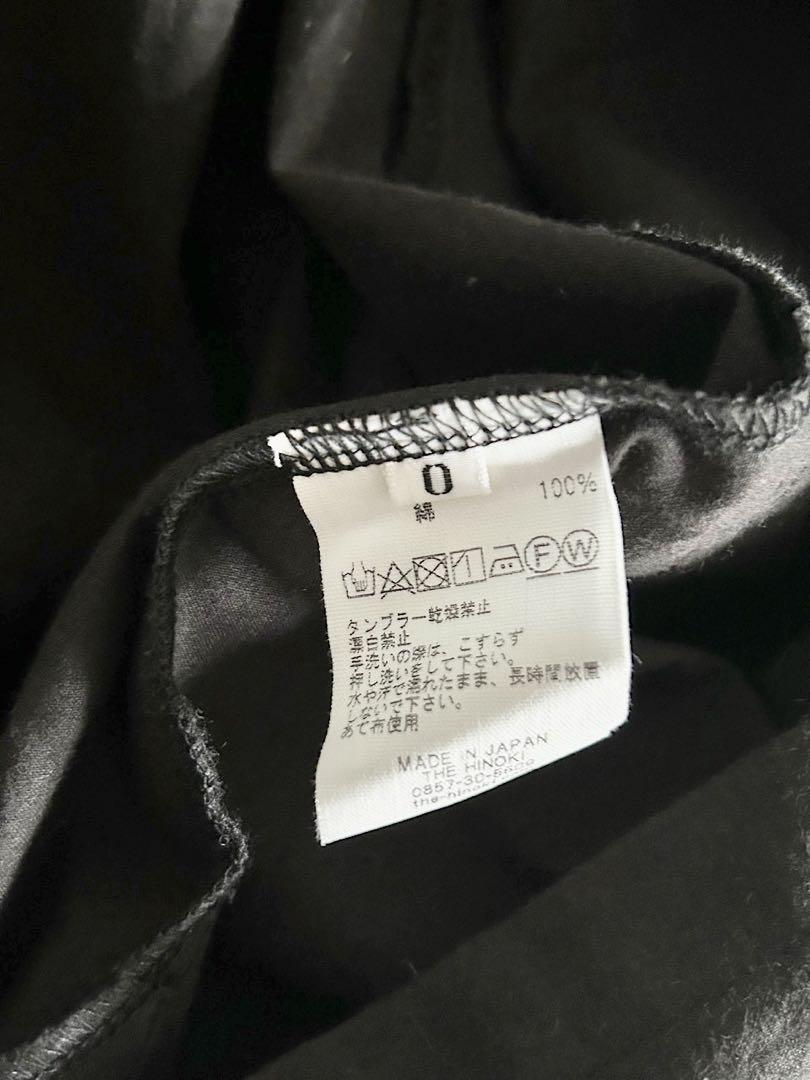 0
綿 100%
F W
タンブラー乾燥禁止
漂白禁止
手洗いの際は、こすらず
押し洗いをして下さい。
水や汗で濡れたまま、長時間放置
しないで下さい。
あて布使用
MADE IN JAPAN
THE HINOKI
0857-30-